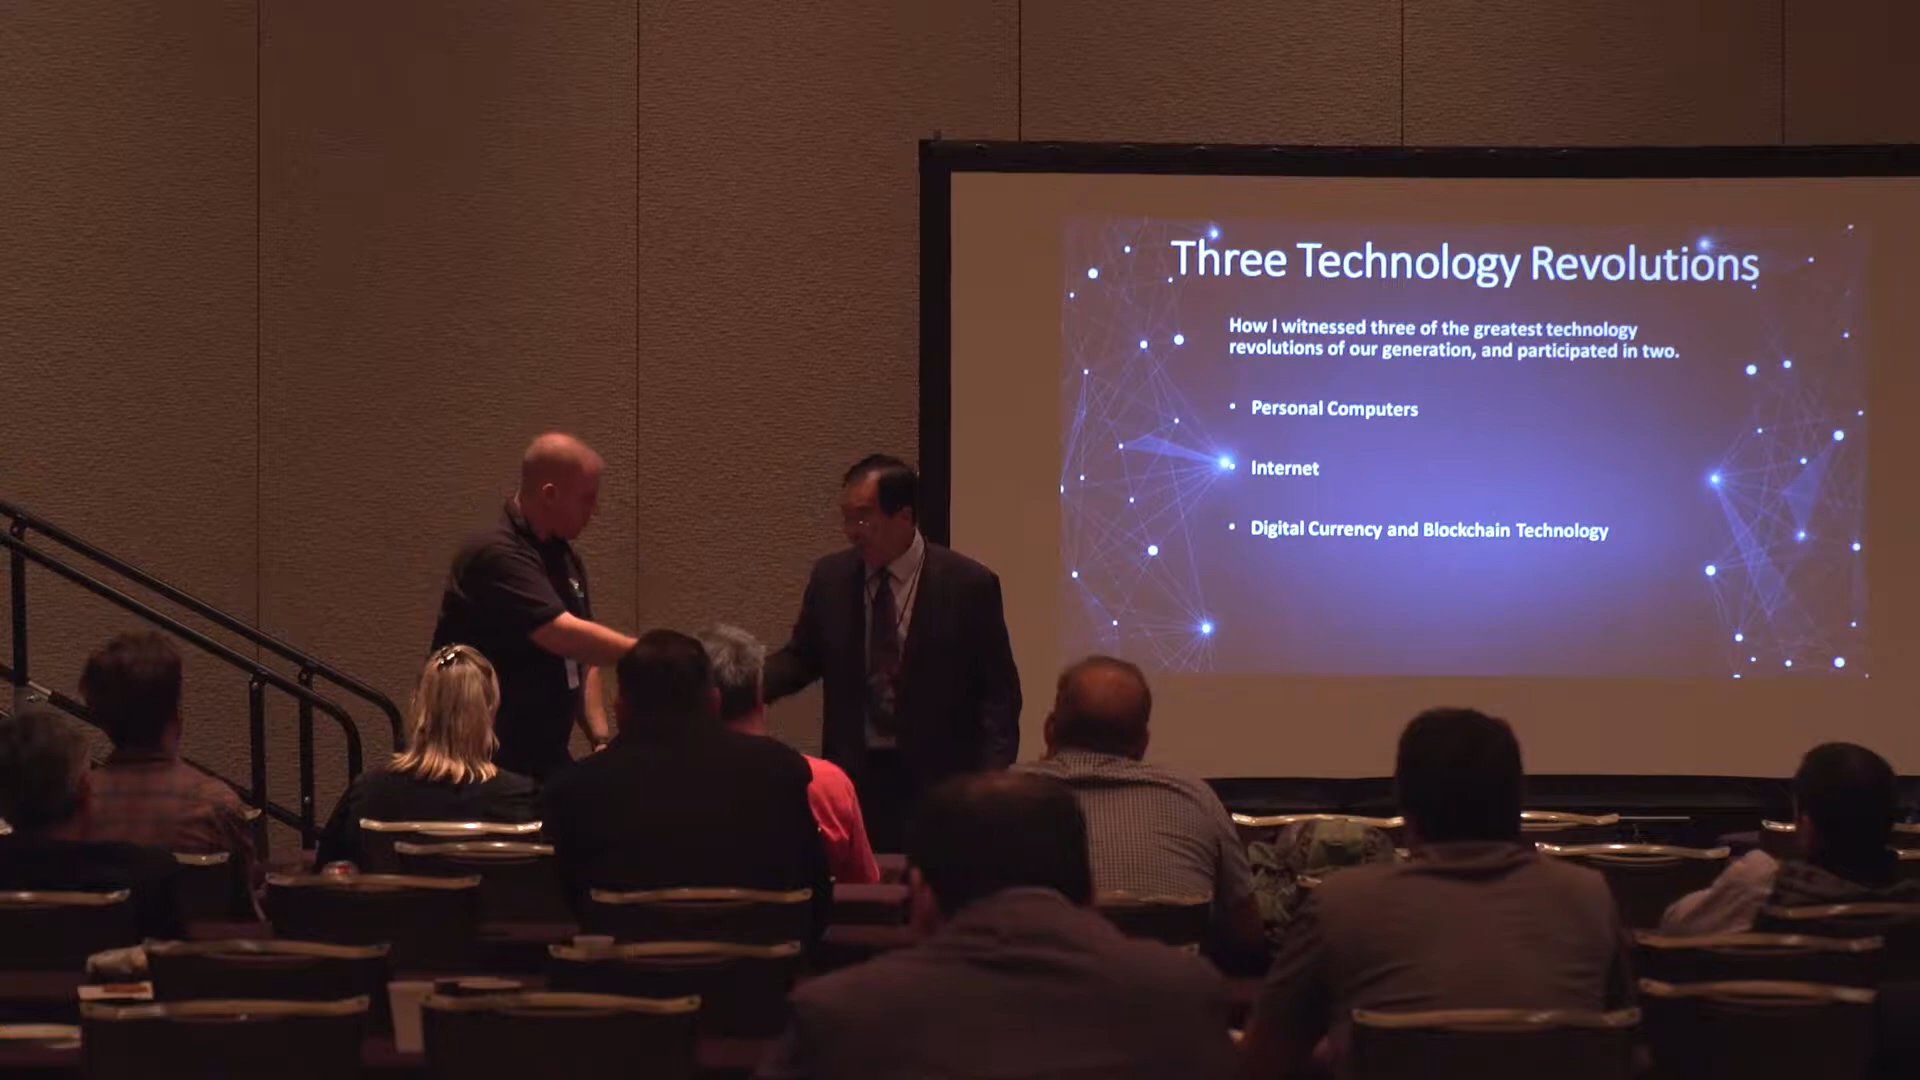 Three Technology Revolutions
How I witnessed three of the greatest technology
revolutions of our generation, and participated in two.
• Personal Computers
• Internet
• Digital Currency and Blockchain Technology